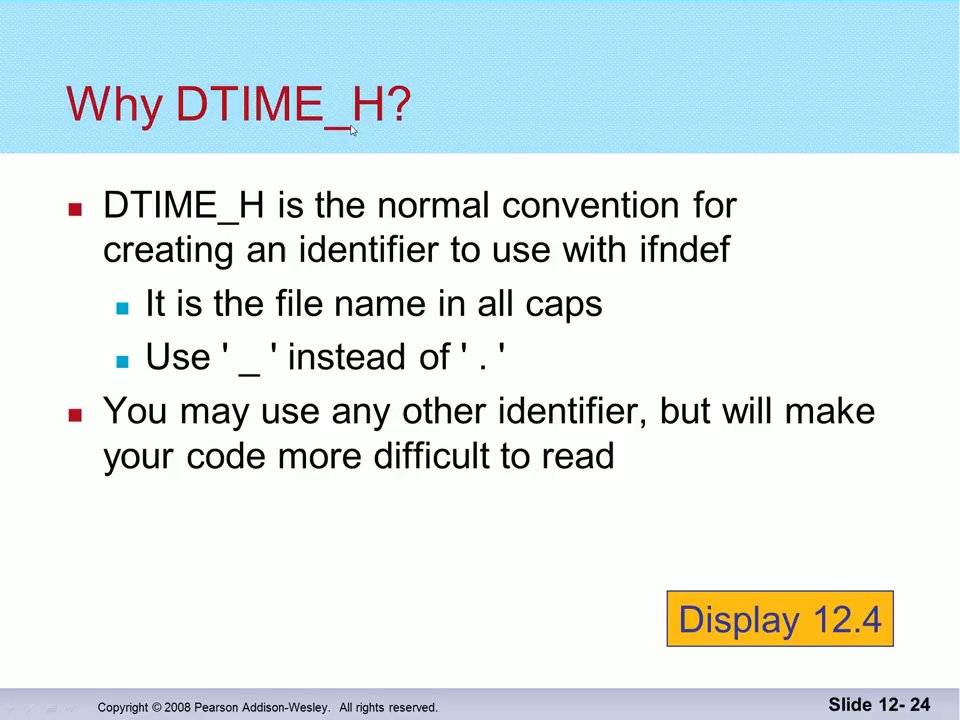 Why DTIME_H?
DTIME_H is the normal convention for
creating an identifier to use with ifndef
It is the file name in all caps
Use ' _ ' instead of ' . '
You may use any other identifier, but will make
your code more difficult to read
Display 12.4
Copyright © 2008 Pearson Addison-Wesley. All rights reserved.
Slide 12- 24